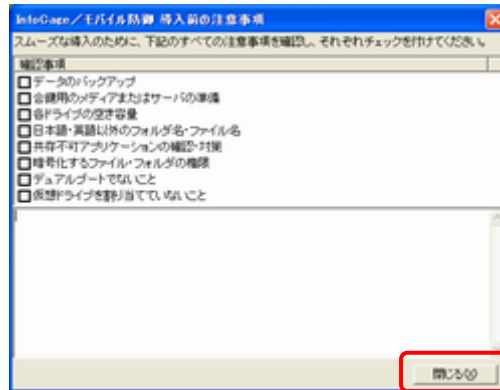 InfoCage／モバイル防御 導入前の注意事項
スムーズな導入のために、下記のすべての注意事項を確認し、それぞれチェックを付けてください。
確認事項
データのバックアップ
合鍵用のメディアまたはサーバの準備
各ドライブの空き容量
日本語・英語以外のフォルダ名・ファイル名
共存不可アプリケーションの確認・対策
暗号化するファイル・フォルダの権限
デュアルブートでないこと
仮想ドライブを割り当てていないこと
閉じる(X)